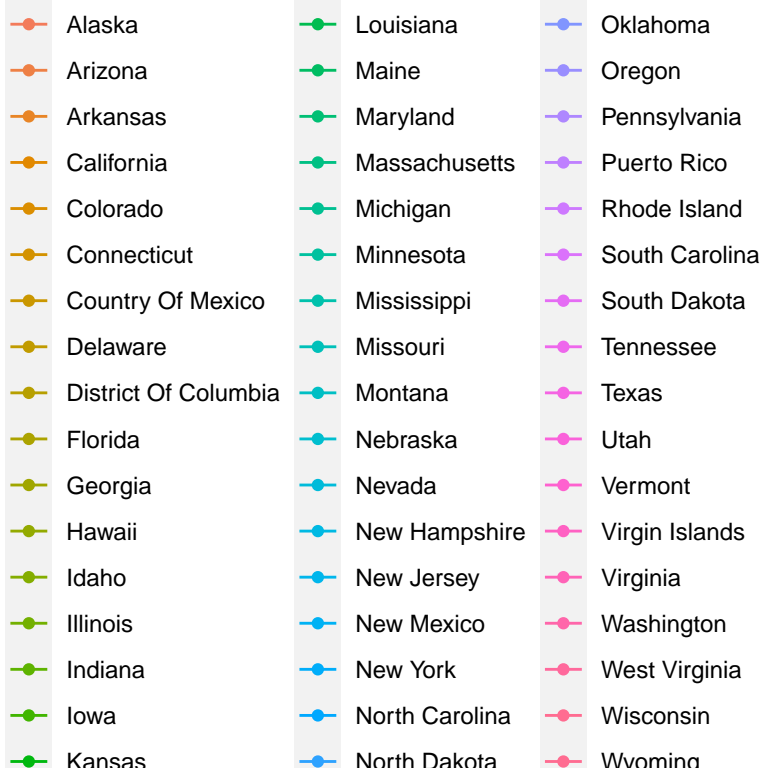 Alaska
Arizona
Arkansas
California
Colorado
Connecticut
Country Of Mexico
Delaware
District Of Columbia
Florida
Georgia
Hawaii
Idaho
Illinois
Indiana
Iowa
Kansas
Louisiana
Maine
Maryland
Massachusetts
Michigan
Minnesota
Mississippi
Missouri
Montana
Nebraska
Nevada
New Hampshire
New Jersey
New Mexico
New York
North Carolina
North Dakota
Oklahoma
Oregon
Pennsylvania
Puerto Rico
Rhode Island
South Carolina
South Dakota
Tennessee
Texas
Utah
Vermont
Virgin Islands
Virginia
Washington
West Virginia
Wisconsin
Wyoming